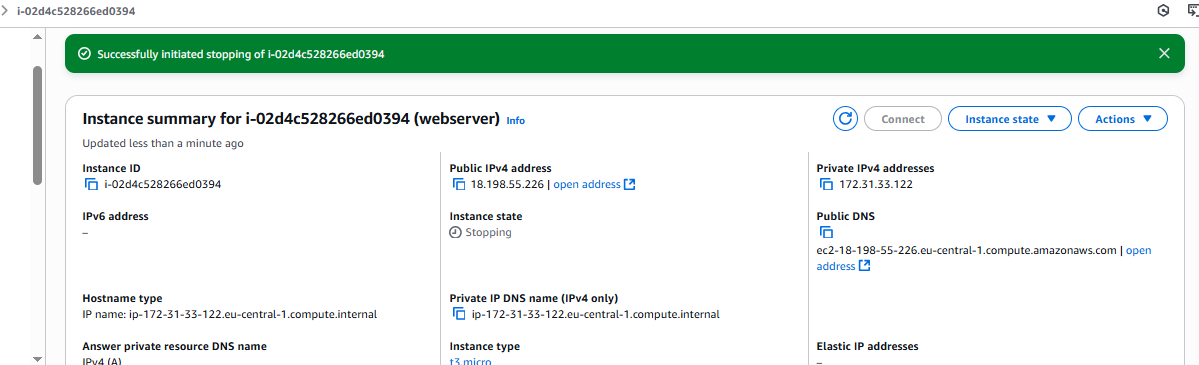 i-02d4c528266ed0394
Successfully initiated stopping of i-02d4c528266ed0394
Instance summary for i-02d4c528266ed0394 (webserver) Info
Connect
Instance state
Actions
Updated less than a minute ago
Instance ID
i-02d4c528266ed0394
Public IPv4 address
18.198.55.226 | open address
Private IPv4 addresses
172.31.33.122
IPv6 address
–
Instance state
Stopping
Public DNS
ec2-18-198-55-226.eu-central-1.compute.amazonaws.com | open
address
Hostname type
IP name: ip-172-31-33-122.eu-central-1.compute.internal
Private IP DNS name (IPv4 only)
ip-172-31-33-122.eu-central-1.compute.internal
Answer private resource DNS name
IPv4 (A)
Instance type
t3.micro
Elastic IP addresses
–